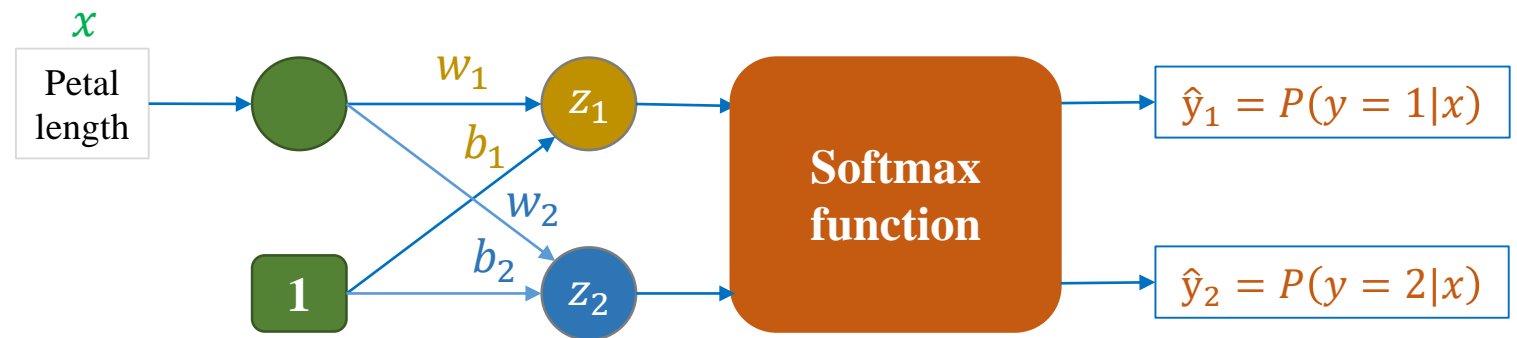 x
Petal
length
w₁
z₁
b₁
w₂
b₂
1
z₂
Softmax
function
ŷ₁ = P(y = 1|x)
ŷ₂ = P(y = 2|x)